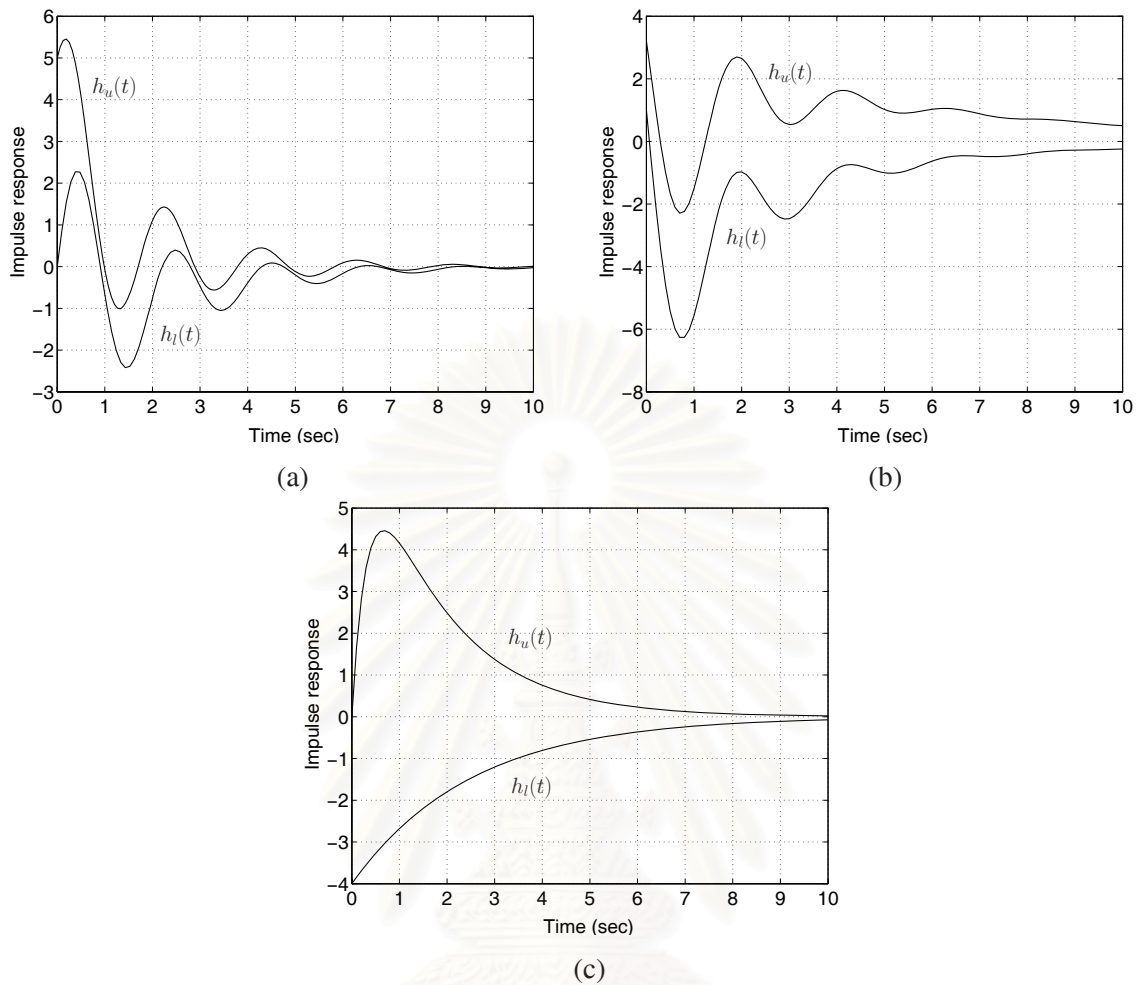 6
5
4
3
2
1
0
−1
−2
−3
0 1 2 3 4 5 6 7 8 9 10
Impulse response
Time (sec)
h_u(t)
h_l(t)
(a)
4
2
0
−2
−4
−6
−8
0 1 2 3 4 5 6 7 8 9 10
Impulse response
Time (sec)
h_u(t)
h_l(t)
(b)
5
4
3
2
1
0
−1
−2
−3
−4
0 1 2 3 4 5 6 7 8 9 10
Impulse response
Time (sec)
h_u(t)
h_l(t)
(c)